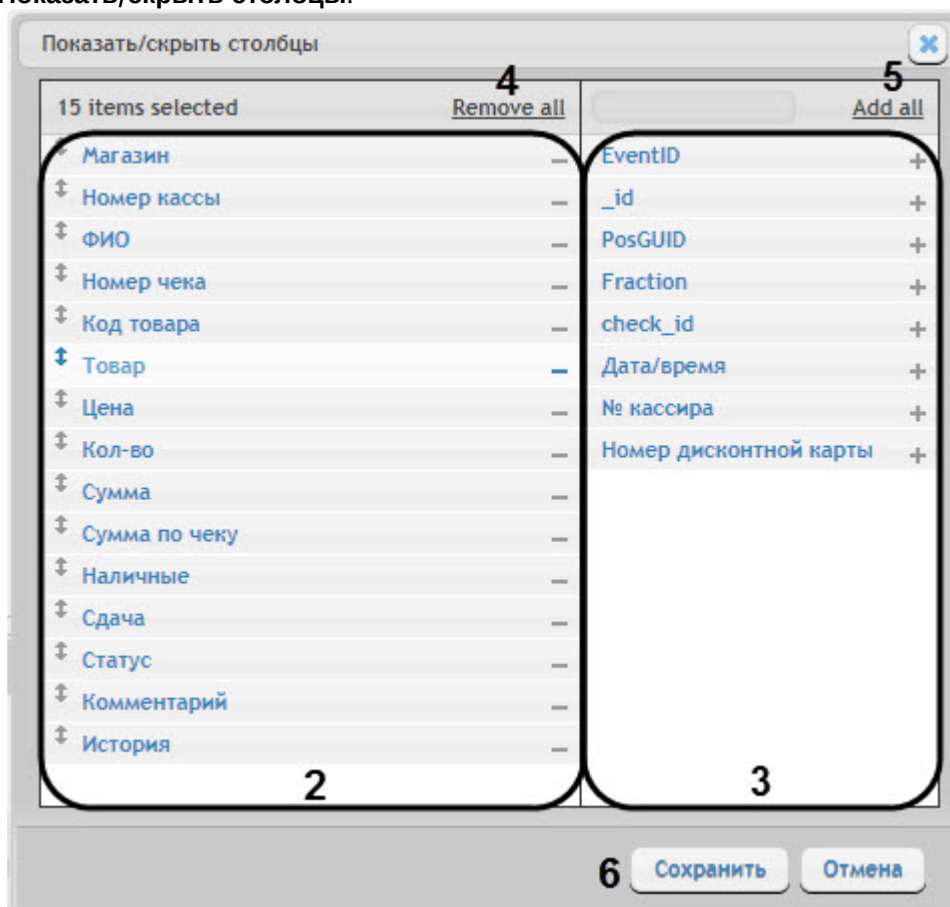 Показать/скрыть столбцы.
Показать/скрыть столбцы
4
5
15 items selected
Remove all
Add all
Магазин
Номер кассы
ФИО
Номер чека
Код товара
Товар
Цена
Кол-во
Сумма
Сумма по чеку
Наличные
Сдача
Статус
Комментарий
История
2
EventID
_id
PosGUID
Fraction
check_id
Дата/время
№ кассира
Номер дисконтной карты
3
6
Сохранить
Отмена